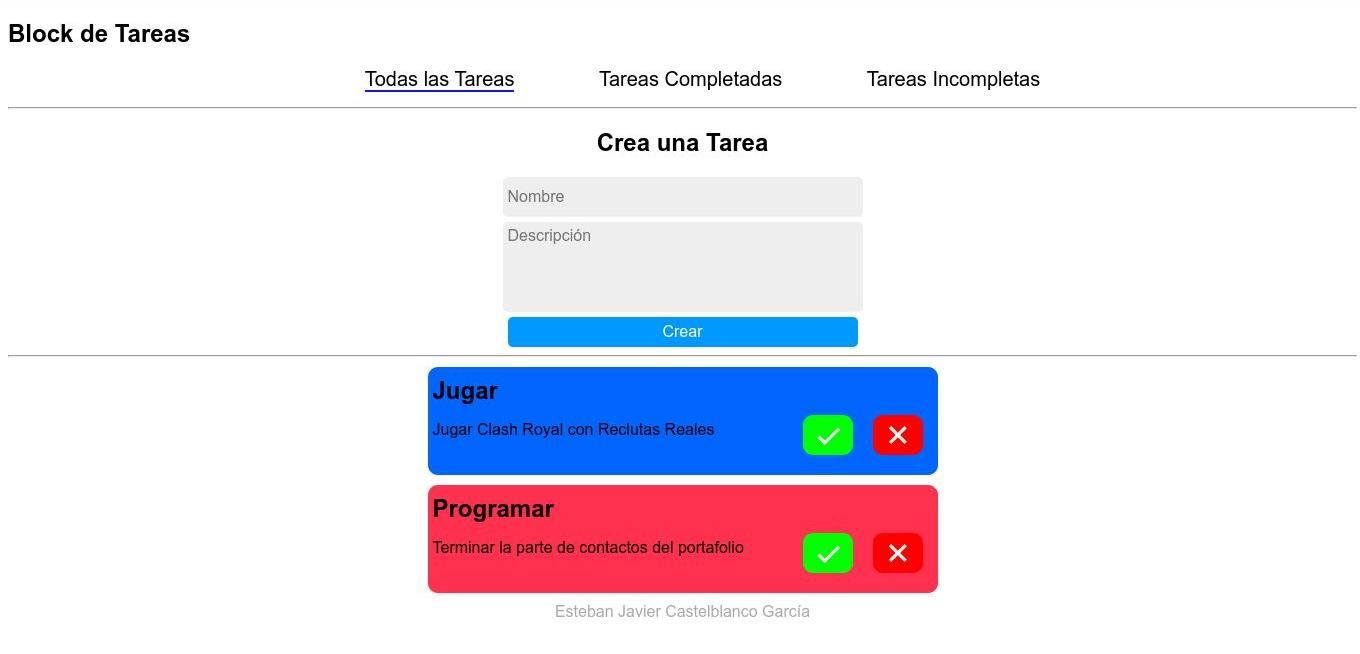 Block de Tareas
Todas las Tareas Tareas Completadas Tareas Incompletas
Crea una Tarea
Nombre
Descripción
Crear
Jugar
Jugar Clash Royal con Reclutas Reales
Programar
Terminar la parte de contactos del portafolio
Esteban Javier Castelblanco García